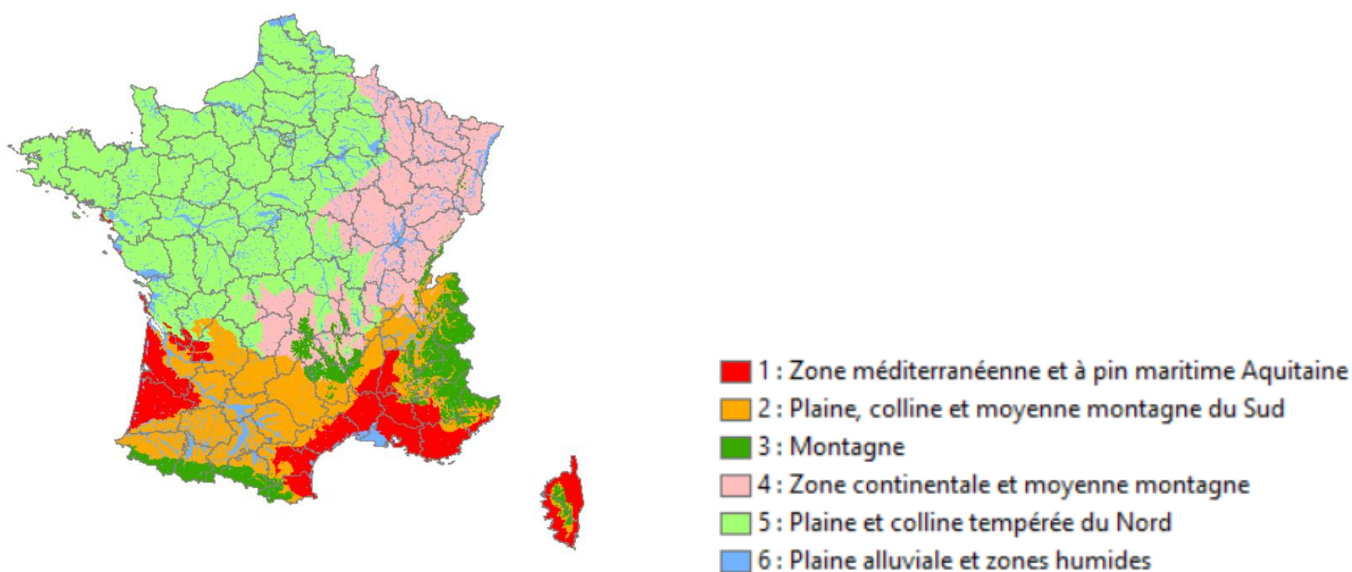 1 : Zone méditerranéenne et à pin maritime Aquitaine
2 : Plaine, colline et moyenne montagne du Sud
3 : Montagne
4 : Zone continentale et moyenne montagne
5 : Plaine et colline tempérée du Nord
6 : Plaine alluviale et zones humides